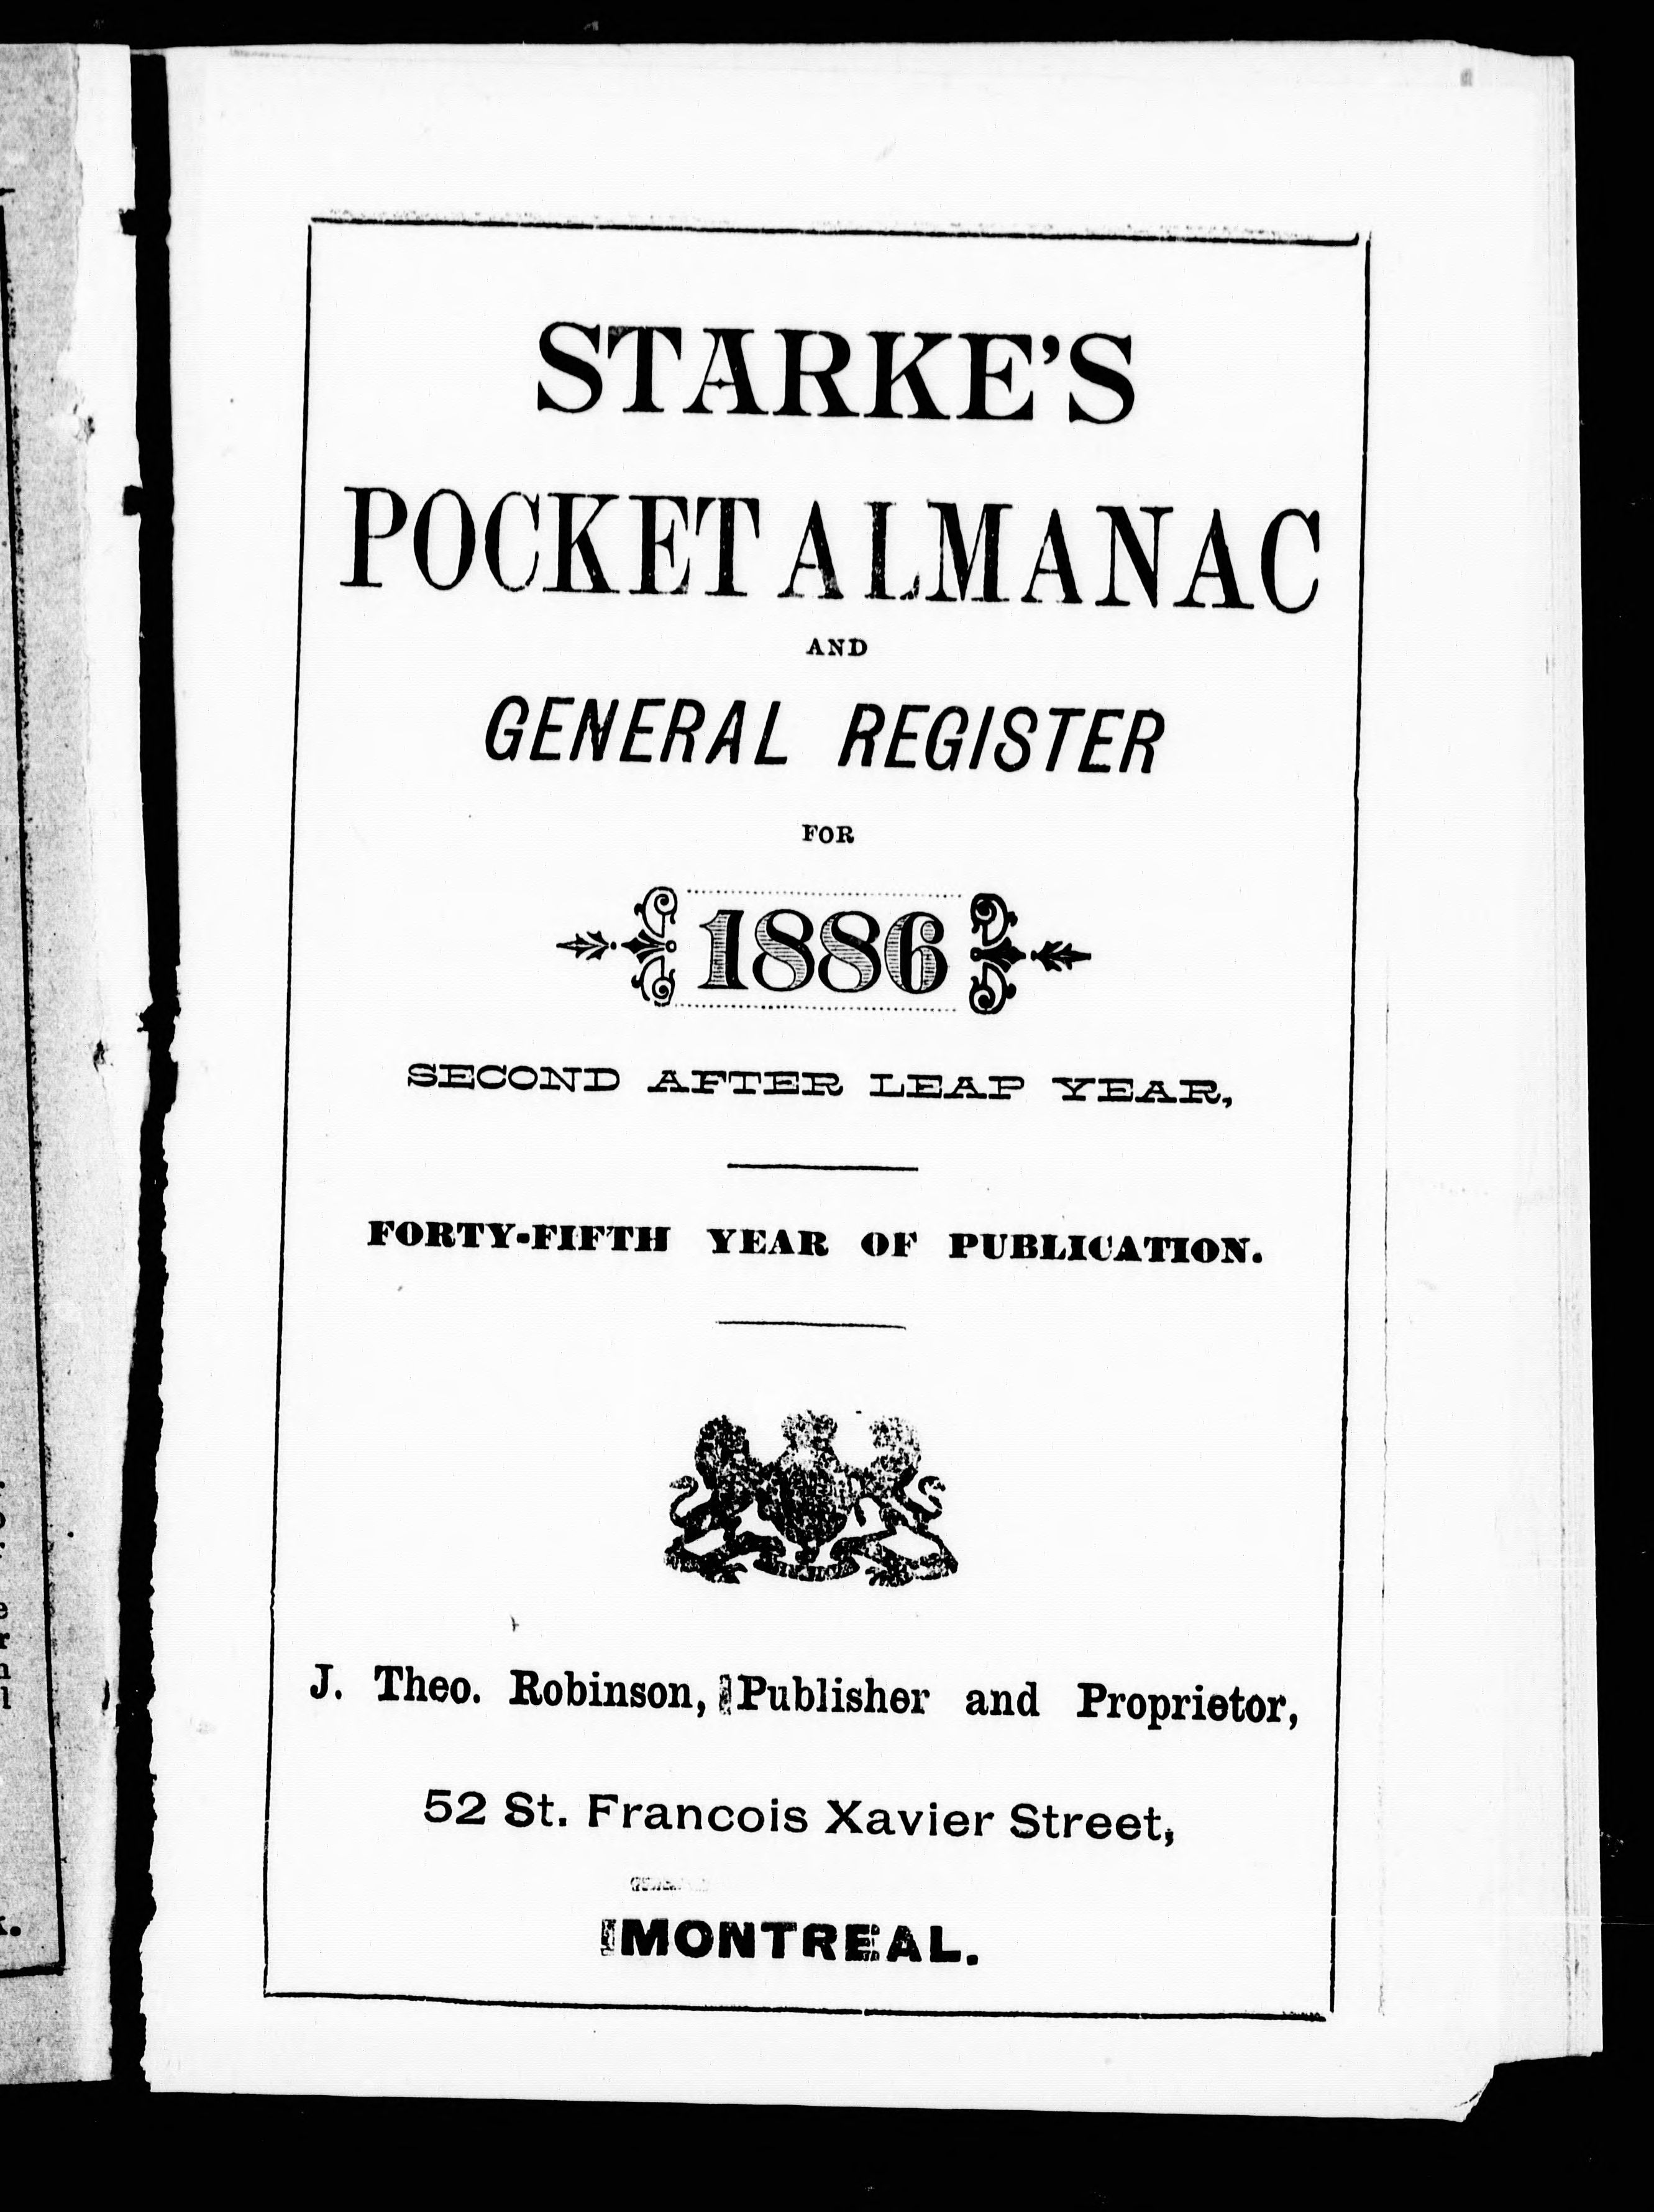 STARKE'S
POCKET ALMANAC
AND
GENERAL REGISTER
FOR
1886
SECOND AFTER LEAP YEAR,
FORTY-FIFTH YEAR OF PUBLICATION.
J. Theo. Robinson, Publisher and Proprietor,
52 St. Francois Xavier Street,
MONTREAL.